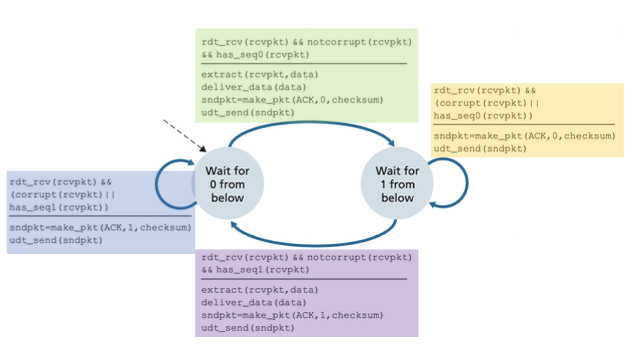 rdt_rcv(rcvpkt) && notcorrupt(rcvpkt)
&& has_seq0(rcvpkt)
extract(rcvpkt,data)
deliver_data(data)
sndpkt=make_pkt(ACK,0,checksum)
udt_send(sndpkt)
rdt_rcv(rcvpkt) &&
(corrupt(rcvpkt)||
has_seq0(rcvpkt))
sndpkt=make_pkt(ACK,0,checksum)
udt_send(sndpkt)
Wait for
0 from
below
Wait for
1 from
below
rdt_rcv(rcvpkt) &&
(corrupt(rcvpkt)||
has_seq1(rcvpkt))
sndpkt=make_pkt(ACK,1,checksum)
udt_send(sndpkt)
rdt_rcv(rcvpkt) && notcorrupt(rcvpkt)
&& has_seq1(rcvpkt)
extract(rcvpkt,data)
deliver_data(data)
sndpkt=make_pkt(ACK,1,checksum)
udt_send(sndpkt)